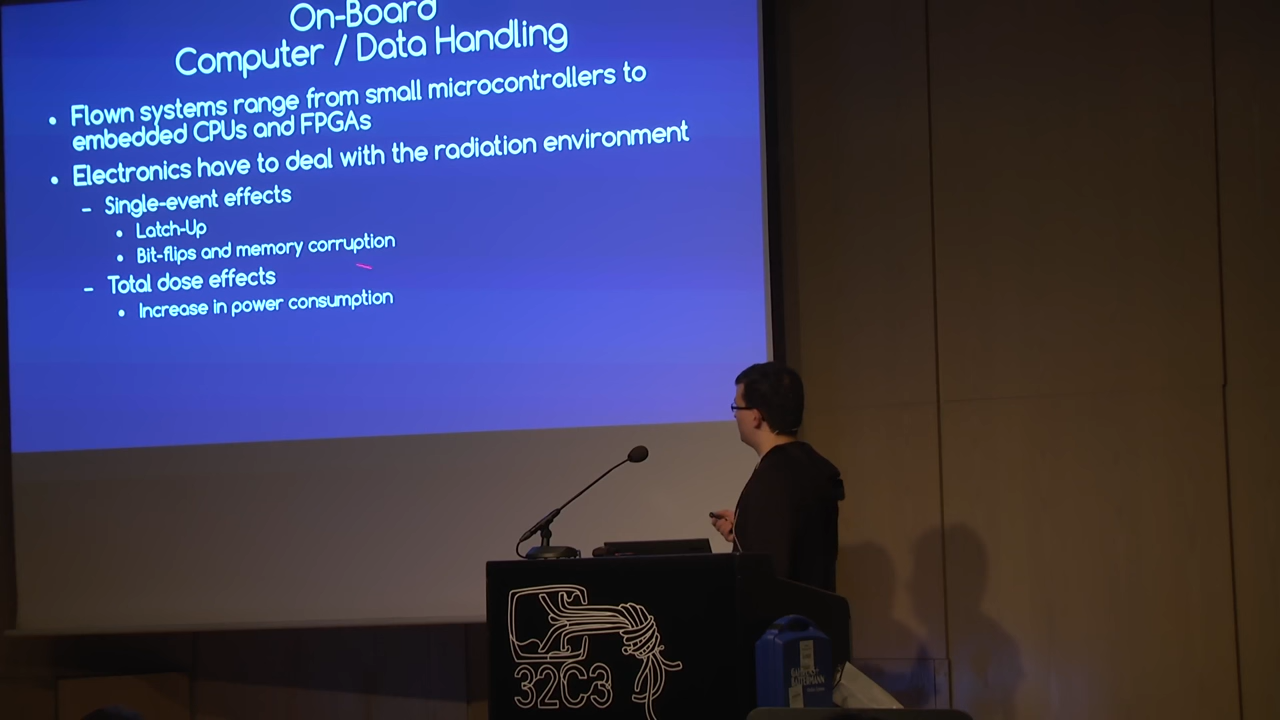 On-Board
Computer / Data Handling
• Flown systems range from small microcontrollers to
embedded CPUs and FPGAs
• Electronics have to deal with the radiation environment
– Single-event effects
• Latch-Up
• Bit-flips and memory corruption
– Total dose effects
• Increase in power consumption
32C3